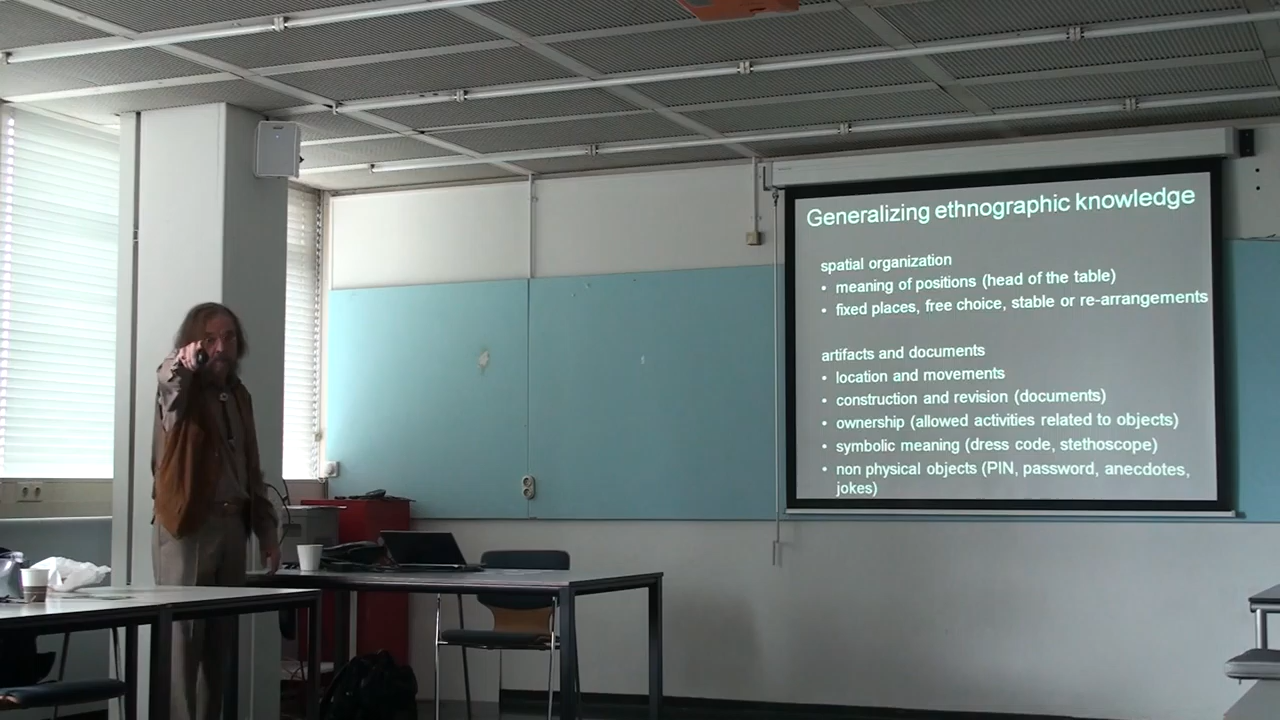 Generalizing ethnographic knowledge
spatial organization
• meaning of positions (head of the table)
• fixed places, free choice, stable or re-arrangements
artifacts and documents
• location and movements
• construction and revision (documents)
• ownership (allowed activities related to objects)
• symbolic meaning (dress code, stethoscope)
• non physical objects (PIN, password, anecdotes,
jokes)